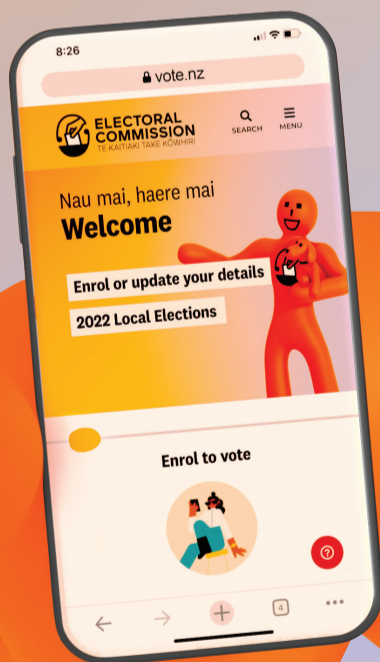 8:26
vote.nz
ELECTORAL
COMMISSION
TE KAITIAKI TAKE KŌWHIRI
SEARCH
MENU
Nau mai, haere mai
Welcome
Enrol or update your details
2022 Local Elections
Enrol to vote
?
4